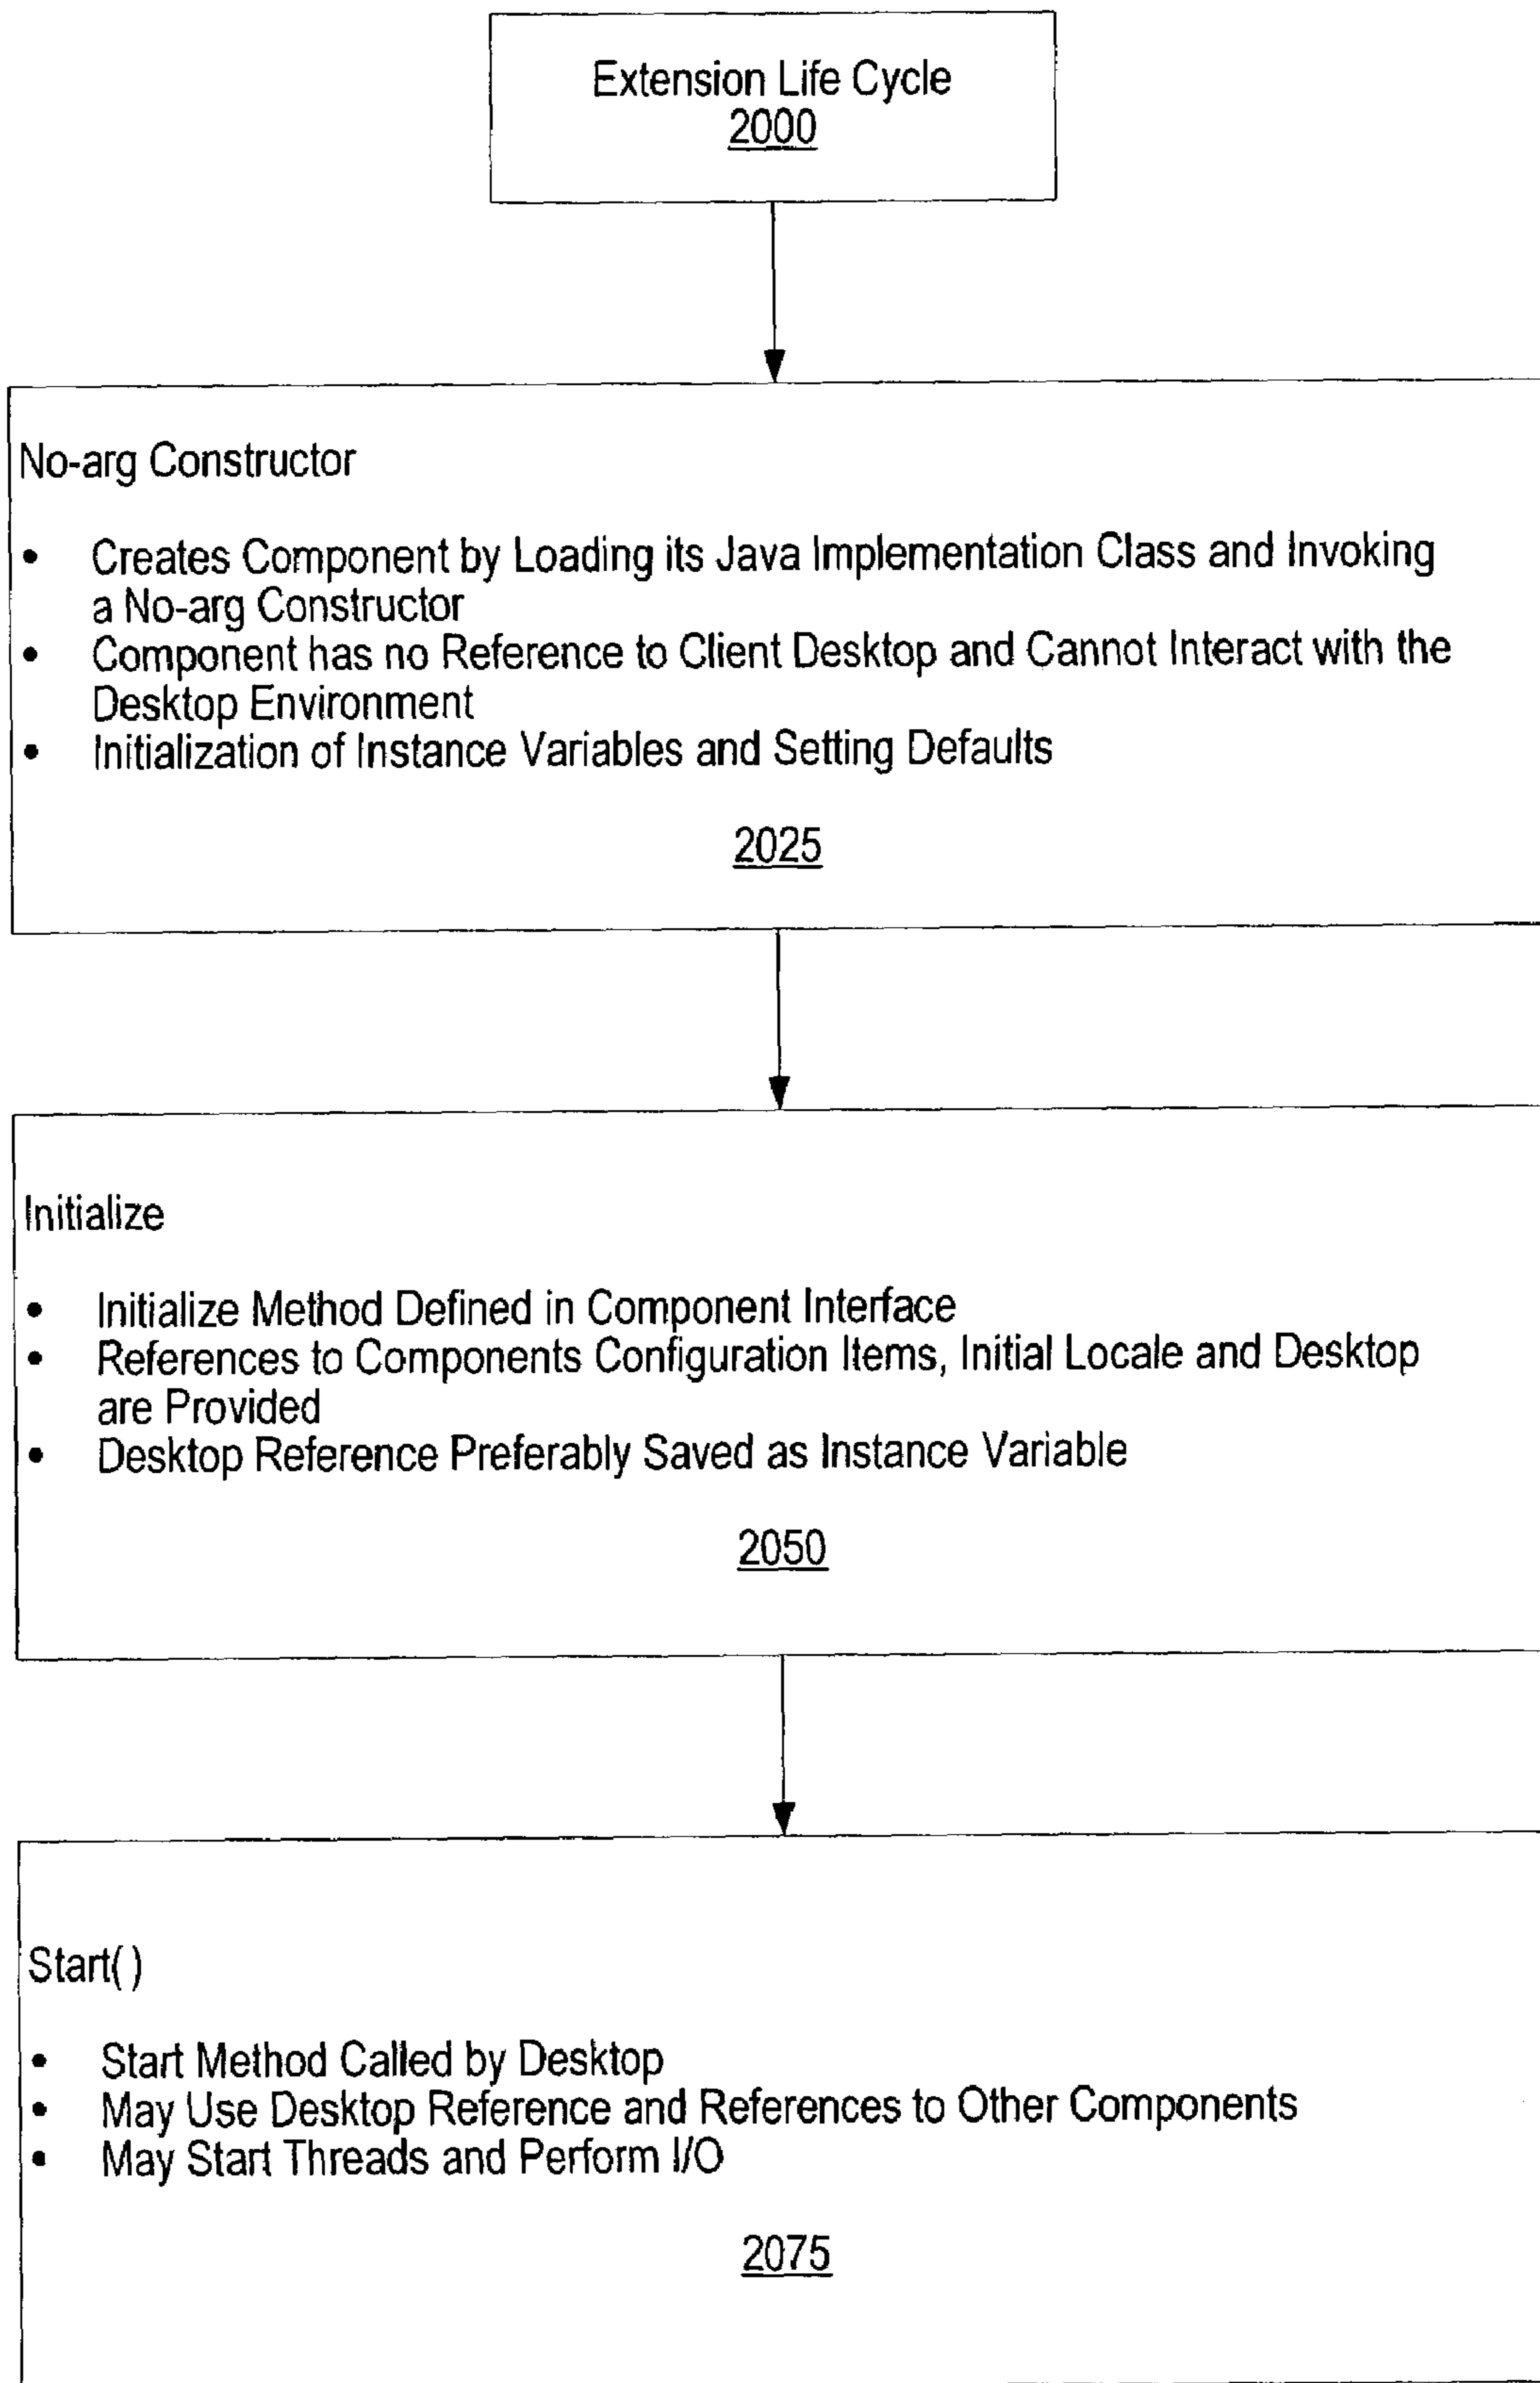 Extension Life Cycle
2000
No-arg Constructor
• Creates Component by Loading its Java Implementation Class and Invoking
a No-arg Constructor
• Component has no Reference to Client Desktop and Cannot Interact with the
Desktop Environment
• Initialization of Instance Variables and Setting Defaults
2025
Initialize
• Initialize Method Defined in Component Interface
• References to Components Configuration Items, Initial Locale and Desktop
are Provided
• Desktop Reference Preferably Saved as Instance Variable
2050
Start( )
• Start Method Called by Desktop
• May Use Desktop Reference and References to Other Components
• May Start Threads and Perform I/O
2075